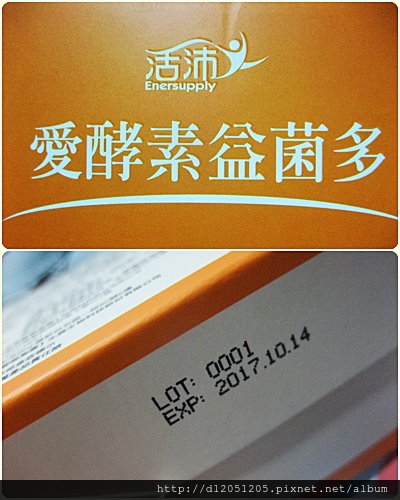 活沛
Enersupply
愛酵素益菌多
LOT: 0001
EXP: 2017.10.14
http://d12051205.pixnet.net/album